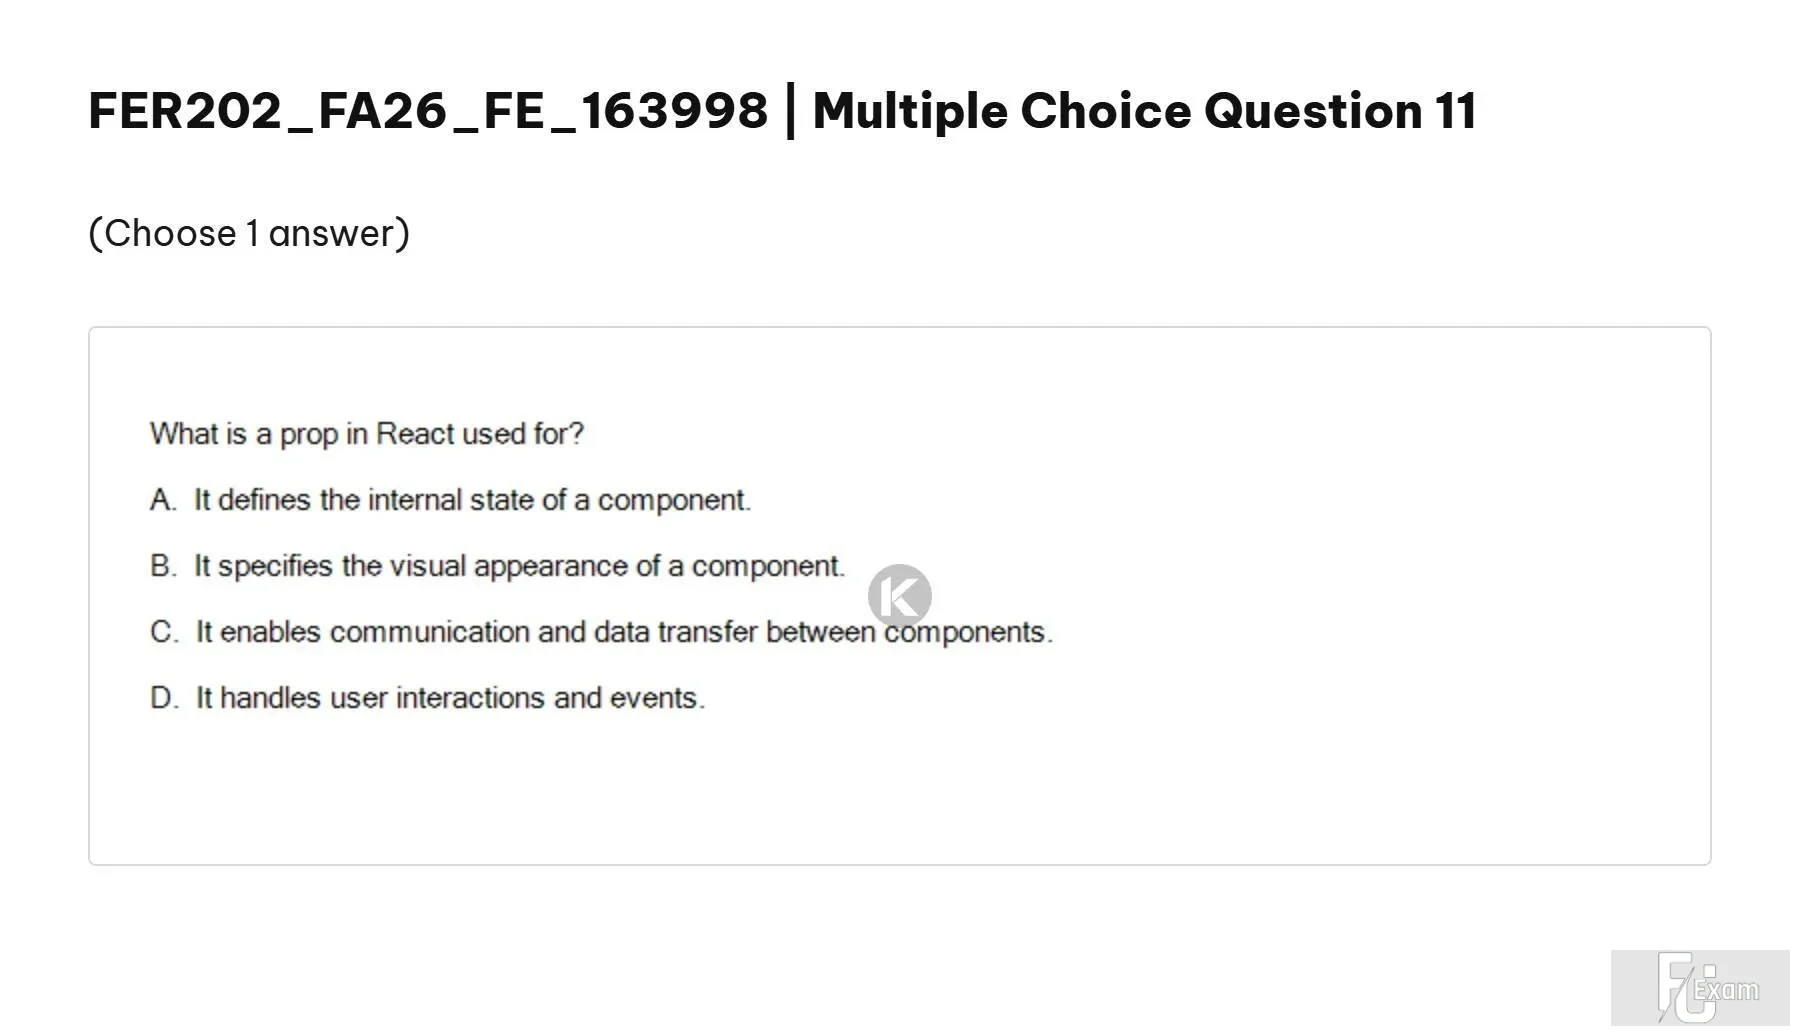 FER202_FA26_FE_163998 | Multiple Choice Question 11
(Choose 1 answer)
What is a prop in React used for?
A. It defines the internal state of a component.
B. It specifies the visual appearance of a component.
K
C. It enables communication and data transfer between components.
D. It handles user interactions and events.
FU Exam